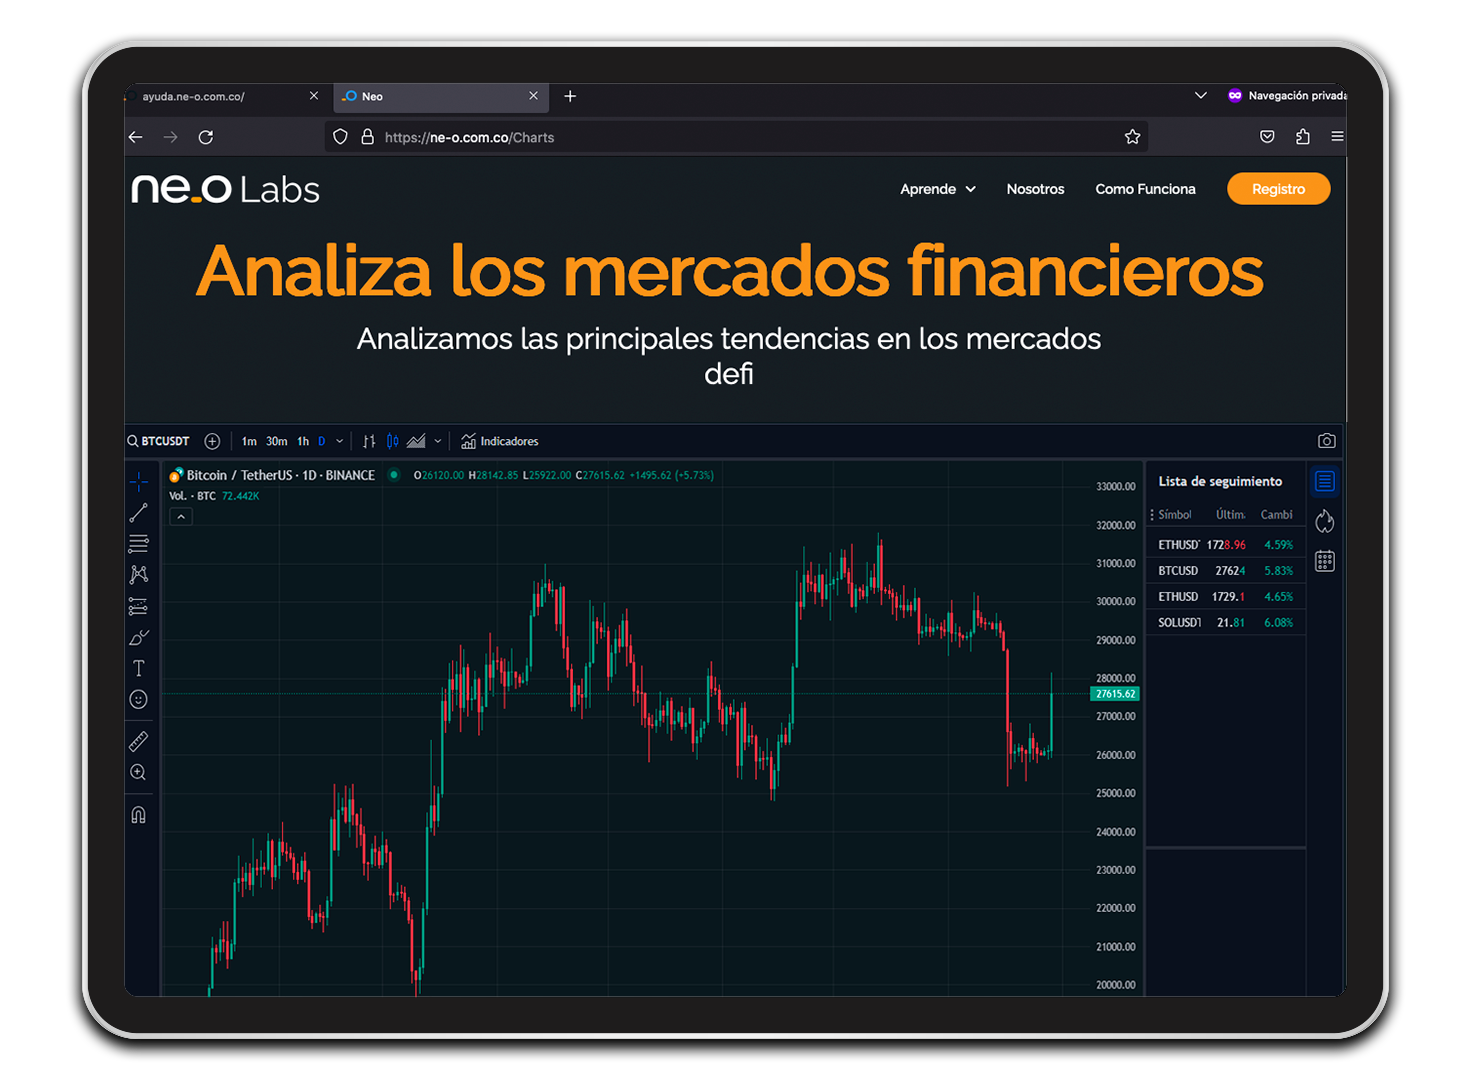 ayuda.ne-o.com.co/
Neo
Navegación privada
https://ne-o.com.co/Charts
ne_o Labs
Aprende
Nosotros
Como Funciona
Registro
Analiza los mercados financieros
Analizamos las principales tendencias en los mercados
defi
BTCUSDT
1m 30m 1h D
Indicadores
Bitcoin / TetherUS · 1D · BINANCE
O26120.00 H28142.85 L25922.00 C27615.62 +1495.62 (+5.73%)
Vol. · BTC 72.442K
33000.00
32000.00
31000.00
30000.00
29000.00
28000.00
27615.62
27000.00
26000.00
25000.00
24000.00
23000.00
22000.00
21000.00
20000.00
Lista de seguimiento
Símbol Últim. Cambi
ETHUSDT 1728.96 4.59%
BTCUSD 27624 5.83%
ETHUSD 1729.1 4.65%
SOLUSDT 21.81 6.08%